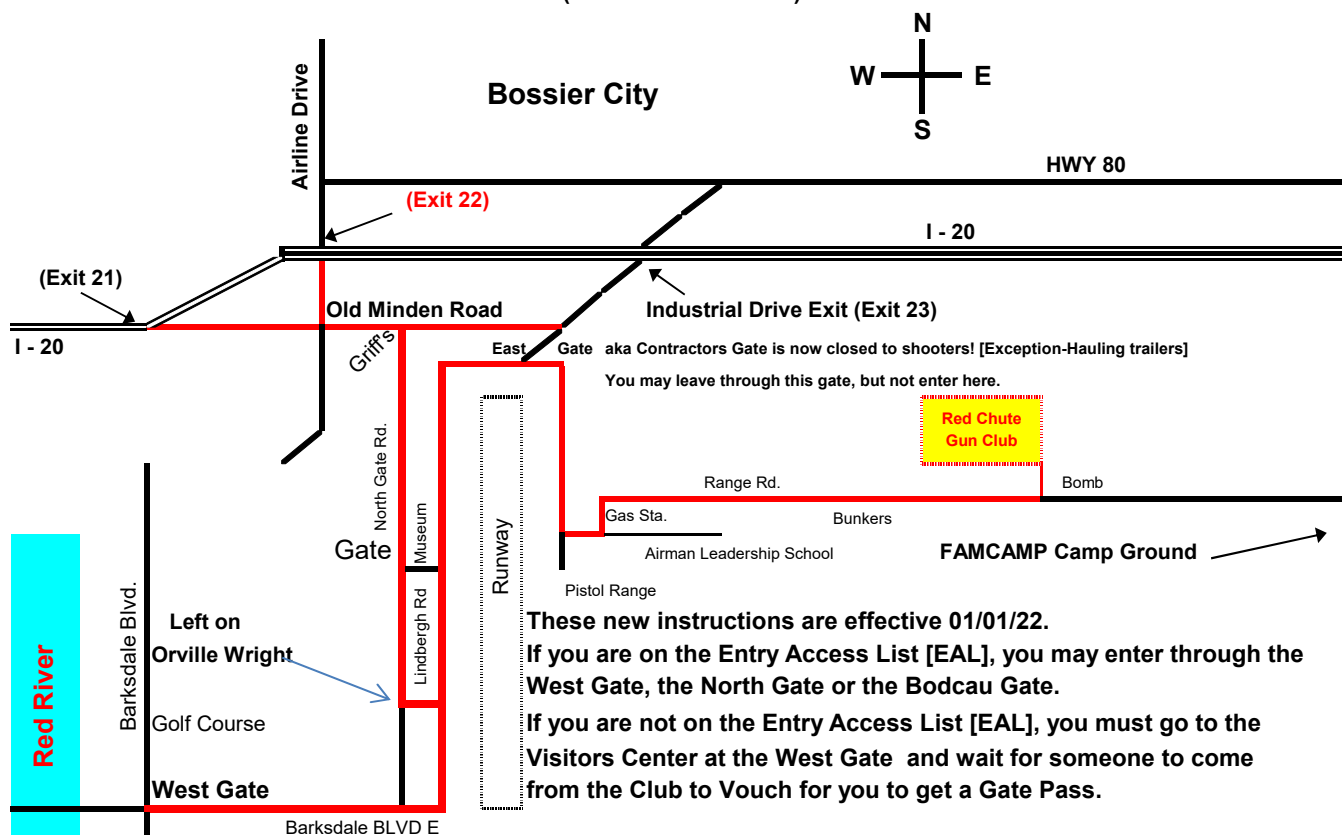 N
W E
S
Bossier City
Airline Drive
HWY 80
(Exit 22)
I - 20
(Exit 21)
Old Minden Road
Industrial Drive Exit (Exit 23)
I - 20
Griff's
East Gate aka Contractors Gate is now closed to shooters! [Exception-Hauling trailers]
You may leave through this gate, but not enter here.
Red Chute
Gun Club
North Gate Rd.
Museum
Range Rd.
Bomb
Gas Sta.
Bunkers
Runway
Gate
Airman Leadership School
FAMCAMP Camp Ground
Pistol Range
Barksdale Blvd.
Left on
Orville Wright
Lindbergh Rd
Red River
Golf Course
West Gate
Barksdale BLVD E
These new instructions are effective 01/01/22.
If you are on the Entry Access List [EAL], you may enter through the
West Gate, the North Gate or the Bodcau Gate.
If you are not on the Entry Access List [EAL], you must go to the
Visitors Center at the West Gate and wait for someone to come
from the Club to Vouch for you to get a Gate Pass.